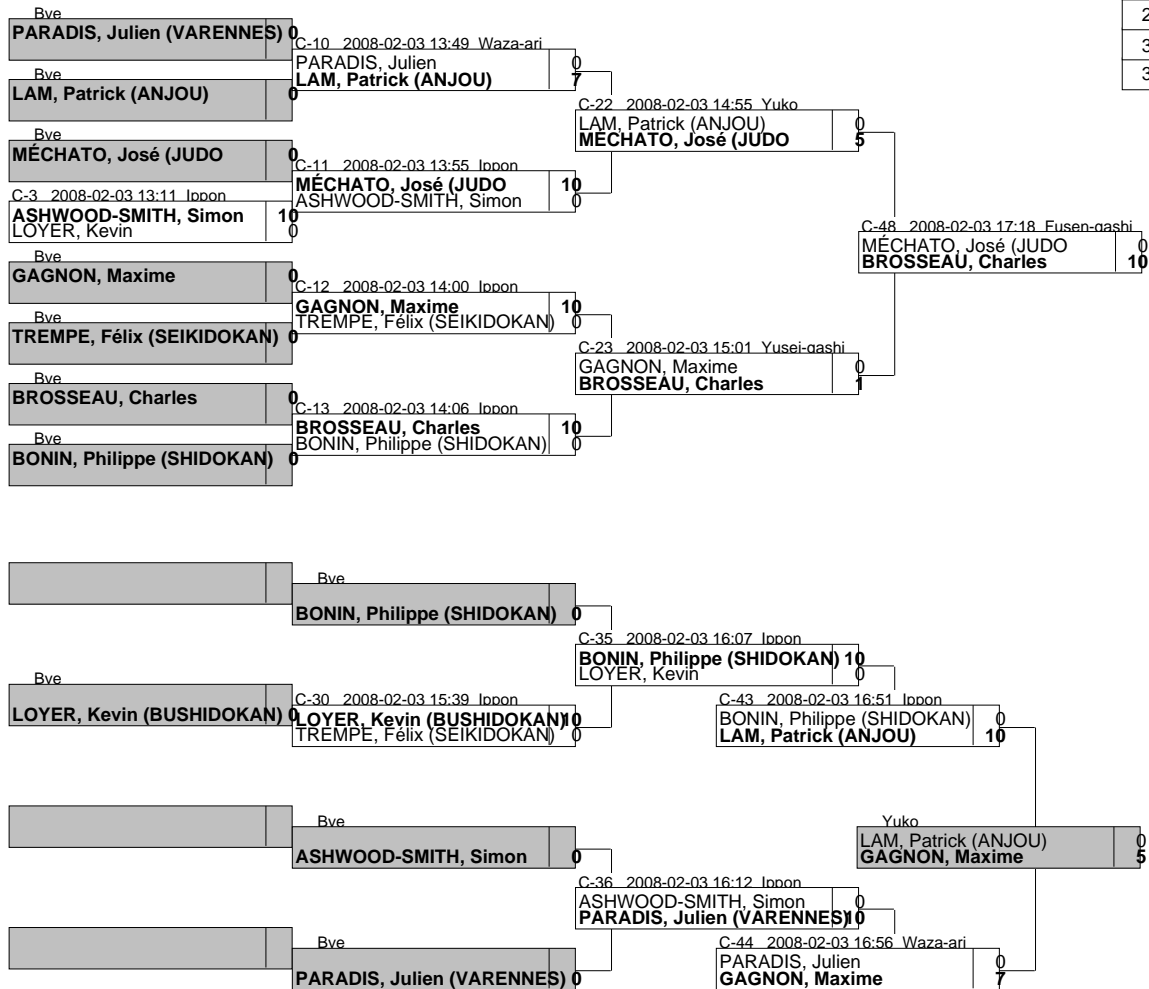 Bye
PARADIS, Julien (VARENNES) 0
Bye
LAM, Patrick (ANJOU) 0
Bye
MÉCHATO, José (JUDO 0
C-3 2008-02-03 13:11 Ippon
ASHWOOD-SMITH, Simon 10
LOYER, Kevin 0
Bye
GAGNON, Maxime 0
Bye
TREMPE, Félix (SEIKIDOKAN) 0
Bye
BROSSEAU, Charles 0
Bye
BONIN, Philippe (SHIDOKAN) 0
C-10 2008-02-03 13:49 Waza-ari
PARADIS, Julien 0
LAM, Patrick (ANJOU) 7
C-11 2008-02-03 13:55 Ippon
MÉCHATO, José (JUDO 10
ASHWOOD-SMITH, Simon 0
C-12 2008-02-03 14:00 Ippon
GAGNON, Maxime 10
TREMPE, Félix (SEIKIDOKAN) 0
C-13 2008-02-03 14:06 Ippon
BROSSEAU, Charles 10
BONIN, Philippe (SHIDOKAN) 0
C-22 2008-02-03 14:55 Yuko
LAM, Patrick (ANJOU) 0
MÉCHATO, José (JUDO 5
C-23 2008-02-03 15:01 Yusei-gashi
GAGNON, Maxime 0
BROSSEAU, Charles 1
C-48 2008-02-03 17:18 Fusen-gashi
MÉCHATO, José (JUDO 0
BROSSEAU, Charles 10
2
3
3
Bye
LOYER, Kevin (BUSHIDOKAN) 0
Bye
BONIN, Philippe (SHIDOKAN) 0
C-30 2008-02-03 15:39 Ippon
LOYER, Kevin (BUSHIDOKAN) 10
TREMPE, Félix (SEIKIDOKAN) 0
Bye
ASHWOOD-SMITH, Simon 0
Bye
PARADIS, Julien (VARENNES) 0
C-35 2008-02-03 16:07 Ippon
BONIN, Philippe (SHIDOKAN) 10
LOYER, Kevin 0
C-36 2008-02-03 16:12 Ippon
ASHWOOD-SMITH, Simon 0
PARADIS, Julien (VARENNES) 10
C-43 2008-02-03 16:51 Ippon
BONIN, Philippe (SHIDOKAN) 0
LAM, Patrick (ANJOU) 10
C-44 2008-02-03 16:56 Waza-ari
PARADIS, Julien 0
GAGNON, Maxime 7
Yuko
LAM, Patrick (ANJOU) 0
GAGNON, Maxime 5